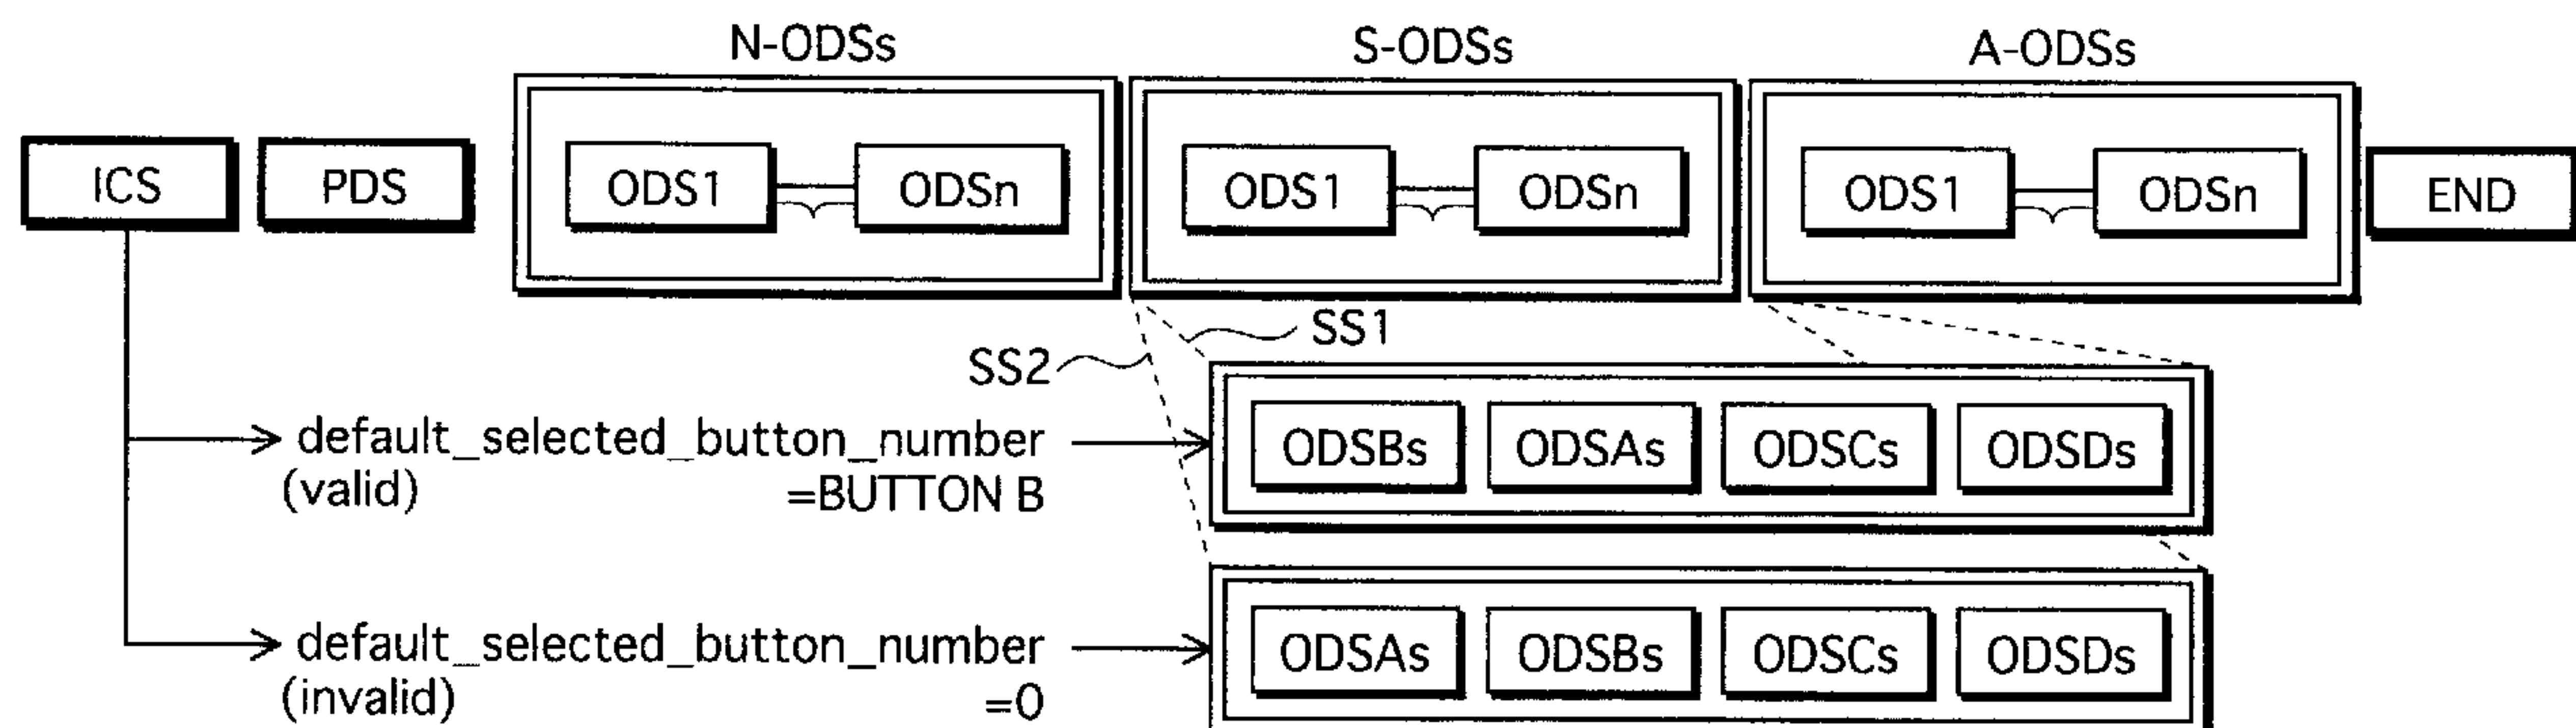 N-ODSs S-ODSs A-ODSs
ICS PDS ODS1 ODSn ODS1 ODSn ODS1 ODSn END
SS1
SS2
default_selected_button_number
(valid) =BUTTON B
ODSBs ODSAs ODSCs ODSDs
default_selected_button_number
(invalid) =0
ODSAs ODSBs ODSCs ODSDs